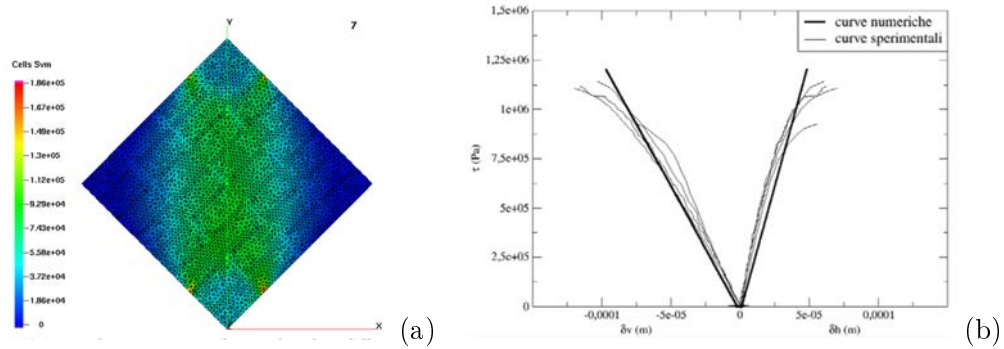 Y
7
Cells Svm
1.86e+05
1.67e+05
1.49e+05
1.3e+05
1.12e+05
9.29e+04
7.43e+04
5.58e+04
3.72e+04
1.86e+04
0
X
(a)
1,5e+06
1,25e+06
1e+06
7,5e+05
5e+05
2,5e+05
0
τ (Pa)
curve numeriche
curve sperimentali
-0,0001 -5e-05 0 5e-05 0,0001
δv (m) δh (m)
(b)